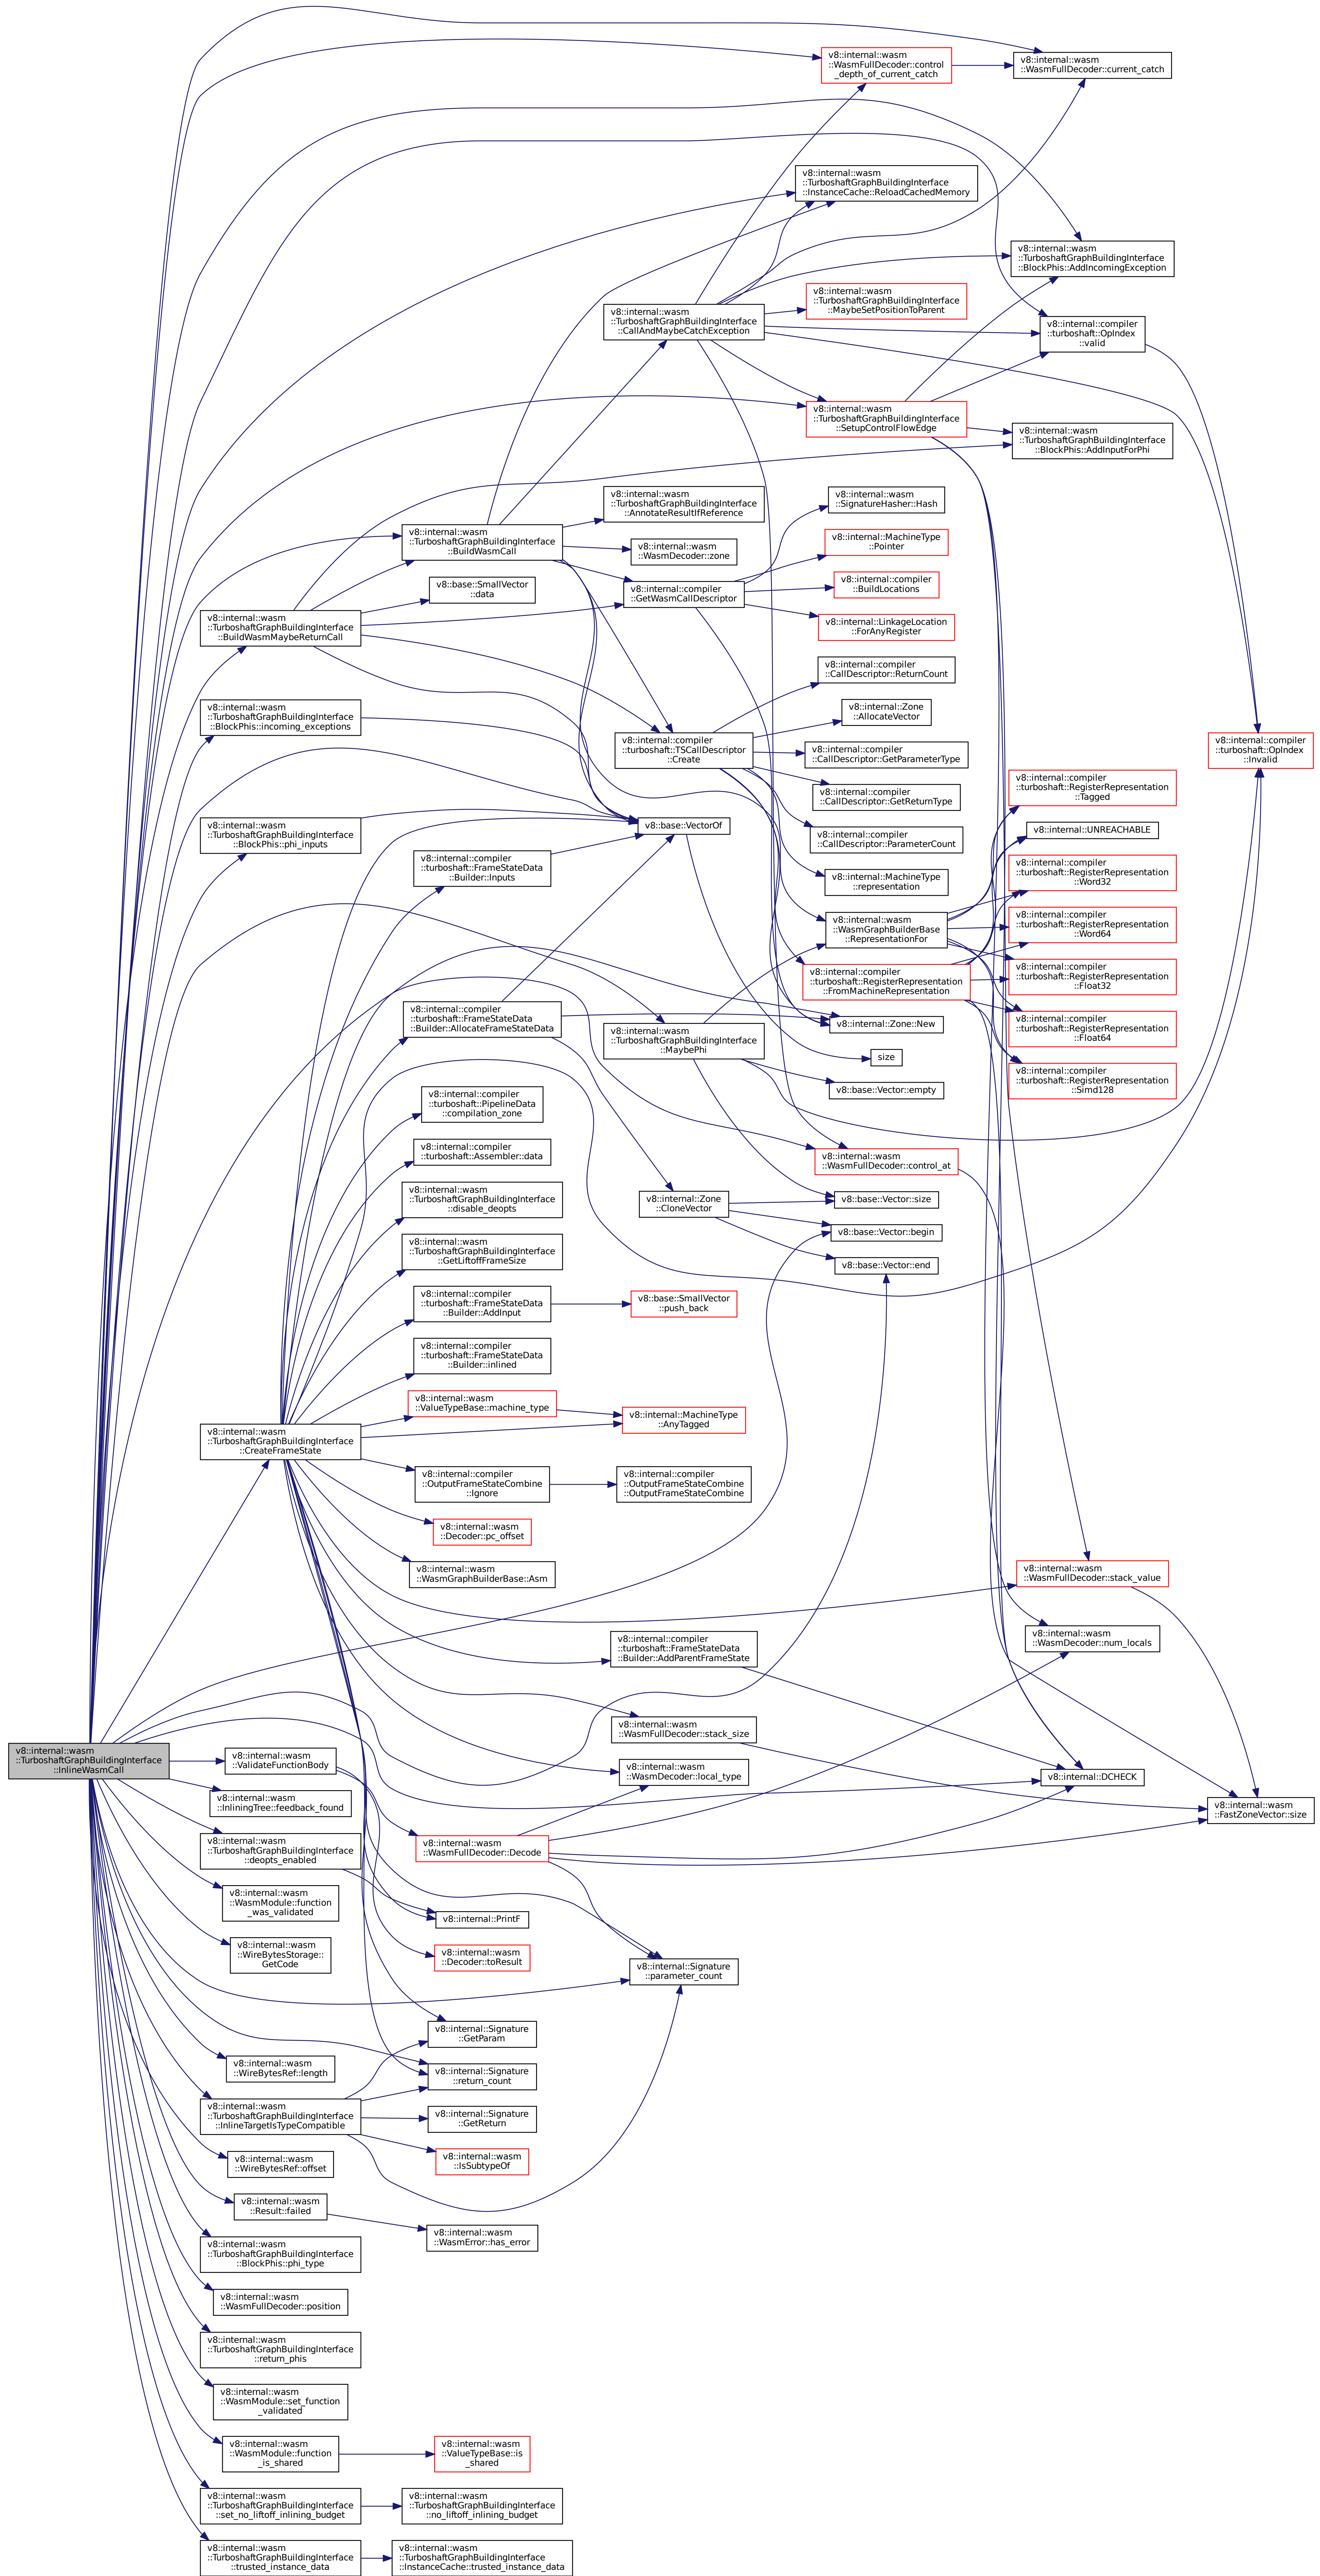 v8::internal::wasm
::WasmFullDecoder::control
_depth_of_current_catch
v8::internal::wasm
::WasmFullDecoder::current_catch
v8::internal::wasm
::TurboshaftGraphBuildingInterface
::InstanceCache::ReloadCachedMemory
v8::internal::wasm
::TurboshaftGraphBuildingInterface
::BlockPhis::AddIncomingException
v8::internal::wasm
::TurboshaftGraphBuildingInterface
::CallAndMaybeCatchException
v8::internal::wasm
::TurboshaftGraphBuildingInterface
::MaybeSetPositionToParent
v8::internal::compiler
::turboshaft::OpIndex
::valid
v8::internal::wasm
::TurboshaftGraphBuildingInterface
::SetupControlFlowEdge
v8::internal::wasm
::TurboshaftGraphBuildingInterface
::BlockPhis::AddInputForPhi
v8::internal::wasm
::TurboshaftGraphBuildingInterface
::AnnotateResultIfReference
v8::internal::wasm
::SignatureHasher::Hash
v8::internal::wasm
::TurboshaftGraphBuildingInterface
::BuildWasmCall
v8::internal::wasm
::WasmDecoder::zone
v8::internal::MachineType
::Pointer
v8::base::SmallVector
::data
v8::internal::compiler
::GetWasmCallDescriptor
v8::internal::compiler
::BuildLocations
v8::internal::wasm
::TurboshaftGraphBuildingInterface
::BuildWasmMaybeReturnCall
v8::internal::LinkageLocation
::ForAnyRegister
v8::internal::compiler
::CallDescriptor::ReturnCount
v8::internal::wasm
::TurboshaftGraphBuildingInterface
::BlockPhis::incoming_exceptions
v8::internal::Zone
::AllocateVector
v8::internal::compiler
::turboshaft::TSCallDescriptor
::Create
v8::internal::compiler
::CallDescriptor::GetParameterType
v8::internal::compiler
::turboshaft::OpIndex
::Invalid
v8::internal::compiler
::CallDescriptor::GetReturnType
v8::internal::compiler
::turboshaft::RegisterRepresentation
::Tagged
v8::internal::wasm
::TurboshaftGraphBuildingInterface
::BlockPhis::phi_inputs
v8::base::VectorOf
v8::internal::compiler
::CallDescriptor::ParameterCount
v8::internal::UNREACHABLE
v8::internal::compiler
::turboshaft::FrameStateData
::Builder::Inputs
v8::internal::MachineType
::representation
v8::internal::compiler
::turboshaft::RegisterRepresentation
::Word32
v8::internal::wasm
::WasmGraphBuilderBase
::RepresentationFor
v8::internal::compiler
::turboshaft::RegisterRepresentation
::Word64
v8::internal::compiler
::turboshaft::RegisterRepresentation
::FromMachineRepresentation
v8::internal::compiler
::turboshaft::RegisterRepresentation
::Float32
v8::internal::compiler
::turboshaft::FrameStateData
::Builder::AllocateFrameStateData
v8::internal::Zone::New
v8::internal::compiler
::turboshaft::RegisterRepresentation
::Float64
v8::internal::wasm
::TurboshaftGraphBuildingInterface
::MaybePhi
size
v8::internal::compiler
::turboshaft::RegisterRepresentation
::Simd128
v8::base::Vector::empty
v8::internal::compiler
::turboshaft::PipelineData
::compilation_zone
v8::internal::compiler
::turboshaft::Assembler::data
v8::internal::wasm
::WasmFullDecoder::control_at
v8::internal::wasm
::TurboshaftGraphBuildingInterface
::disable_deopts
v8::internal::Zone
::CloneVector
v8::base::Vector::size
v8::base::Vector::begin
v8::internal::wasm
::TurboshaftGraphBuildingInterface
::GetLiftoffFrameSize
v8::base::Vector::end
v8::internal::compiler
::turboshaft::FrameStateData
::Builder::AddInput
v8::base::SmallVector
::push_back
v8::internal::compiler
::turboshaft::FrameStateData
::Builder::inlined
v8::internal::wasm
::ValueTypeBase::machine_type
v8::internal::MachineType
::AnyTagged
v8::internal::wasm
::TurboshaftGraphBuildingInterface
::CreateFrameState
v8::internal::compiler
::OutputFrameStateCombine
::Ignore
v8::internal::compiler
::OutputFrameStateCombine
::OutputFrameStateCombine
v8::internal::wasm
::Decoder::pc_offset
v8::internal::wasm
::WasmGraphBuilderBase::Asm
v8::internal::wasm
::WasmFullDecoder::stack_value
v8::internal::compiler
::turboshaft::FrameStateData
::Builder::AddParentFrameState
v8::internal::wasm
::WasmDecoder::num_locals
v8::internal::wasm
::WasmFullDecoder::stack_size
v8::internal::wasm
::TurboshaftGraphBuildingInterface
::InlineWasmCall
v8::internal::wasm
::ValidateFunctionBody
v8::internal::wasm
::WasmDecoder::local_type
v8::internal::DCHECK
v8::internal::wasm
::InliningTree::feedback_found
v8::internal::wasm
::FastZoneVector::size
v8::internal::wasm
::TurboshaftGraphBuildingInterface
::deopts_enabled
v8::internal::wasm
::WasmFullDecoder::Decode
v8::internal::wasm
::WasmModule::function
_was_validated
v8::internal::PrintF
v8::internal::wasm
::WireBytesStorage::
GetCode
v8::internal::wasm
::Decoder::toResult
v8::internal::Signature
::parameter_count
v8::internal::Signature
::GetParam
v8::internal::wasm
::WireBytesRef::length
v8::internal::Signature
::return_count
v8::internal::wasm
::TurboshaftGraphBuildingInterface
::InlineTargetIsTypeCompatible
v8::internal::Signature
::GetReturn
v8::internal::wasm
::IsSubtypeOf
v8::internal::wasm
::WireBytesRef::offset
v8::internal::wasm
::Result::failed
v8::internal::wasm
::WasmError::has_error
v8::internal::wasm
::TurboshaftGraphBuildingInterface
::BlockPhis::phi_type
v8::internal::wasm
::WasmFullDecoder::position
v8::internal::wasm
::TurboshaftGraphBuildingInterface
::return_phis
v8::internal::wasm
::WasmModule::set_function
_validated
v8::internal::wasm
::WasmModule::function
_is_shared
v8::internal::wasm
::ValueTypeBase::is
_shared
v8::internal::wasm
::TurboshaftGraphBuildingInterface
::set_no_liftoff_inlining_budget
v8::internal::wasm
::TurboshaftGraphBuildingInterface
::no_liftoff_inlining_budget
v8::internal::wasm
::TurboshaftGraphBuildingInterface
::trusted_instance_data
v8::internal::wasm
::TurboshaftGraphBuildingInterface
::InstanceCache::trusted_instance_data